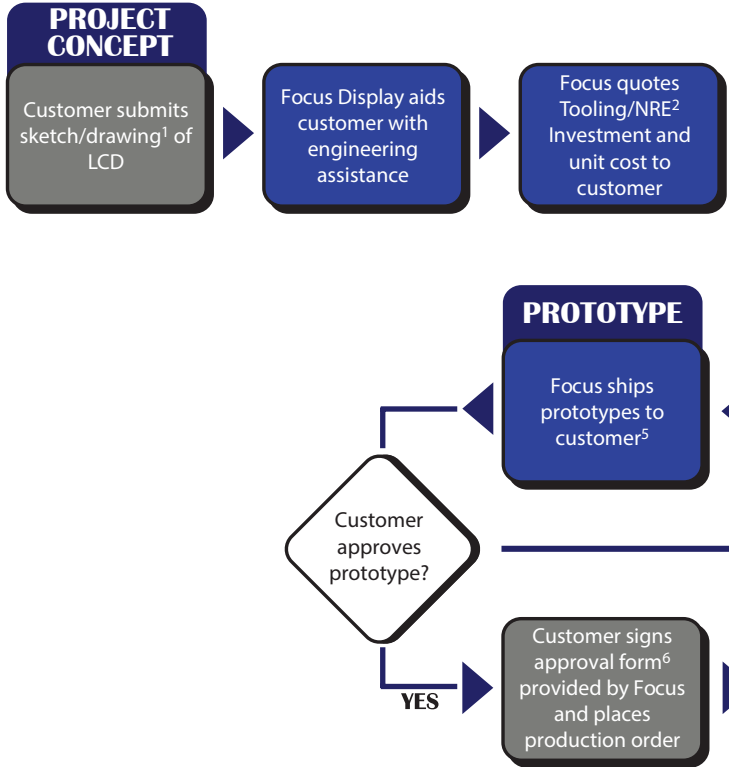 PROJECT
CONCEPT
Customer submits
sketch/drawing¹ of
LCD
Focus Display aids
customer with
engineering
assistance
Focus quotes
Tooling/NRE²
Investment and
unit cost to
customer
PROTOTYPE
Focus ships
prototypes to
customer⁵
Customer
approves
prototype?
YES
Customer signs
approval form⁶
provided by Focus
and places
production order